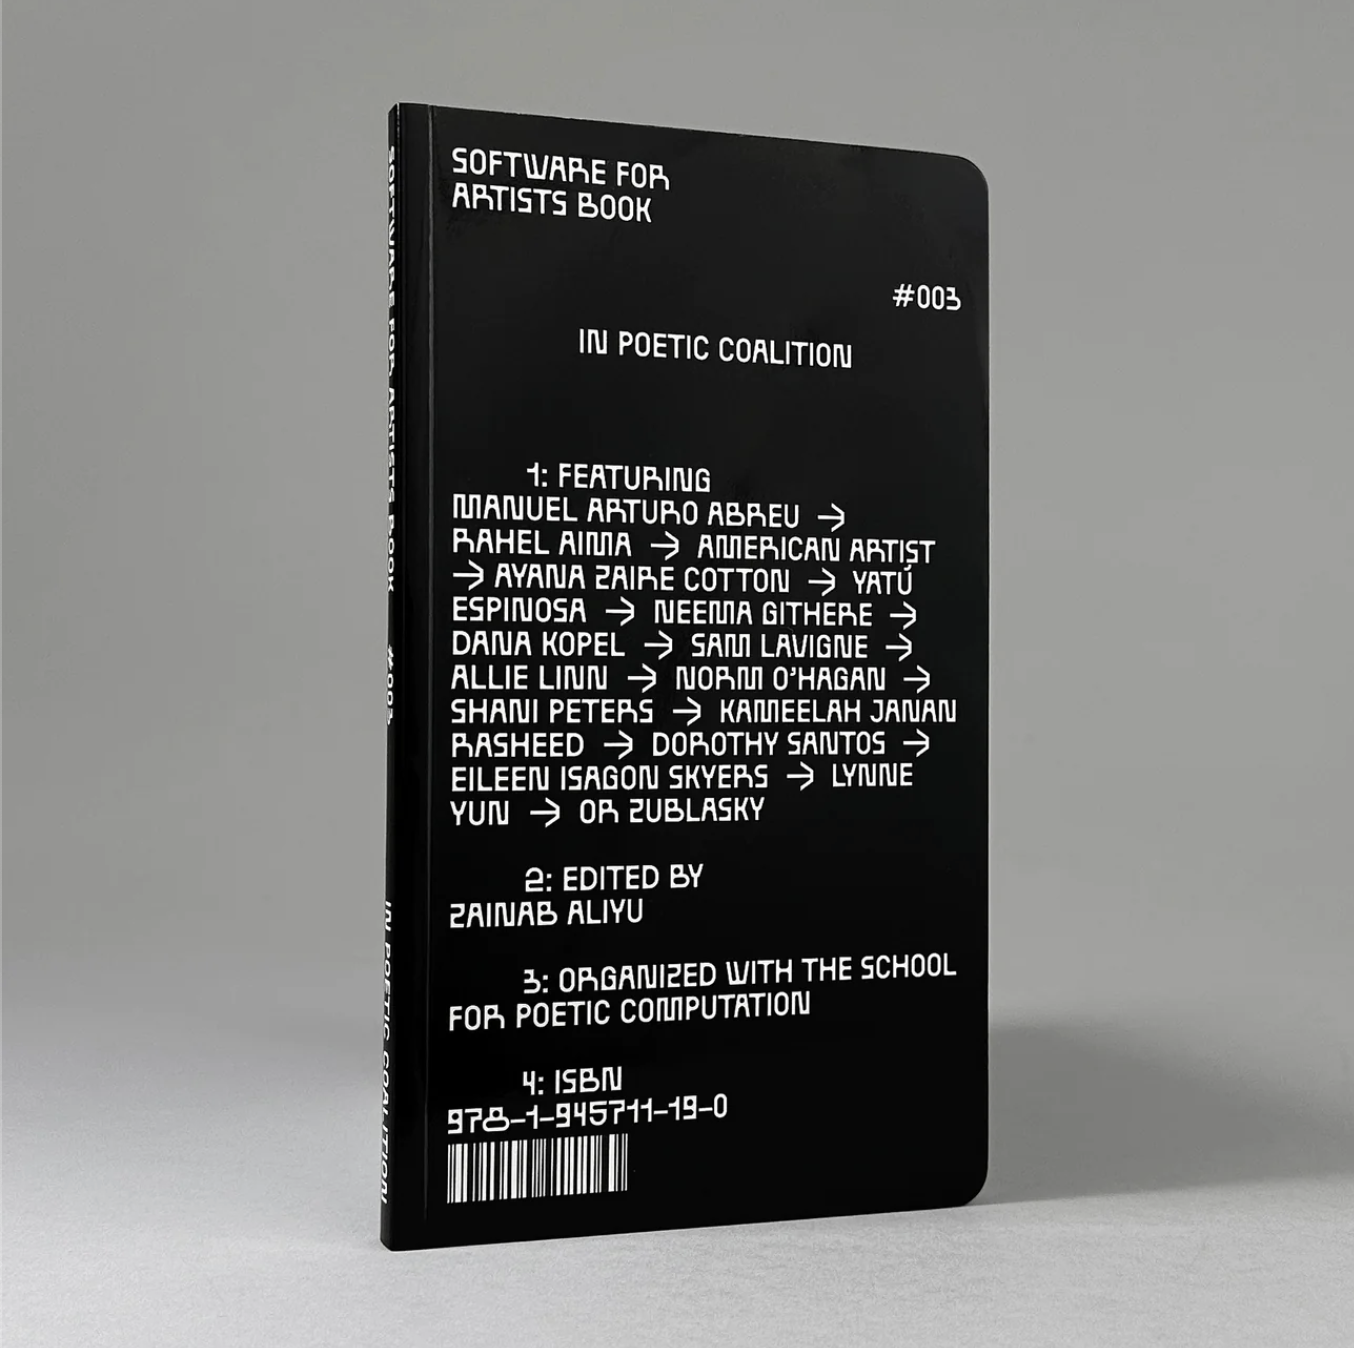 SOFTWARE FOR
ARTISTS BOOK
#003
IN POETIC COALITION
1: FEATURING
MANUEL ARTURO ABREU →
RAHEL AIMA → AMERICAN ARTIST
→ AYANA ZAIRE COTTON → YATÚ
ESPINOSA → NEEMA GITHERE →
DANA KOPEL → SAM LAVIGNE →
ALLIE LINN → NORM O'HAGAN →
SHANI PETERS → KAMEELAH JANAN
RASHEED → DOROTHY SANTOS →
EILEEN ISAGON SKYERS → LYNNE
YUN → OR ZUBLASKY
2: EDITED BY
ZAINAB ALIYU
3: ORGANIZED WITH THE SCHOOL
FOR POETIC COMPUTATION
4: ISBN
978-1-945711-19-0
SOFTWARE FOR ARTISTS BOOK #003 IN POETIC COALITION